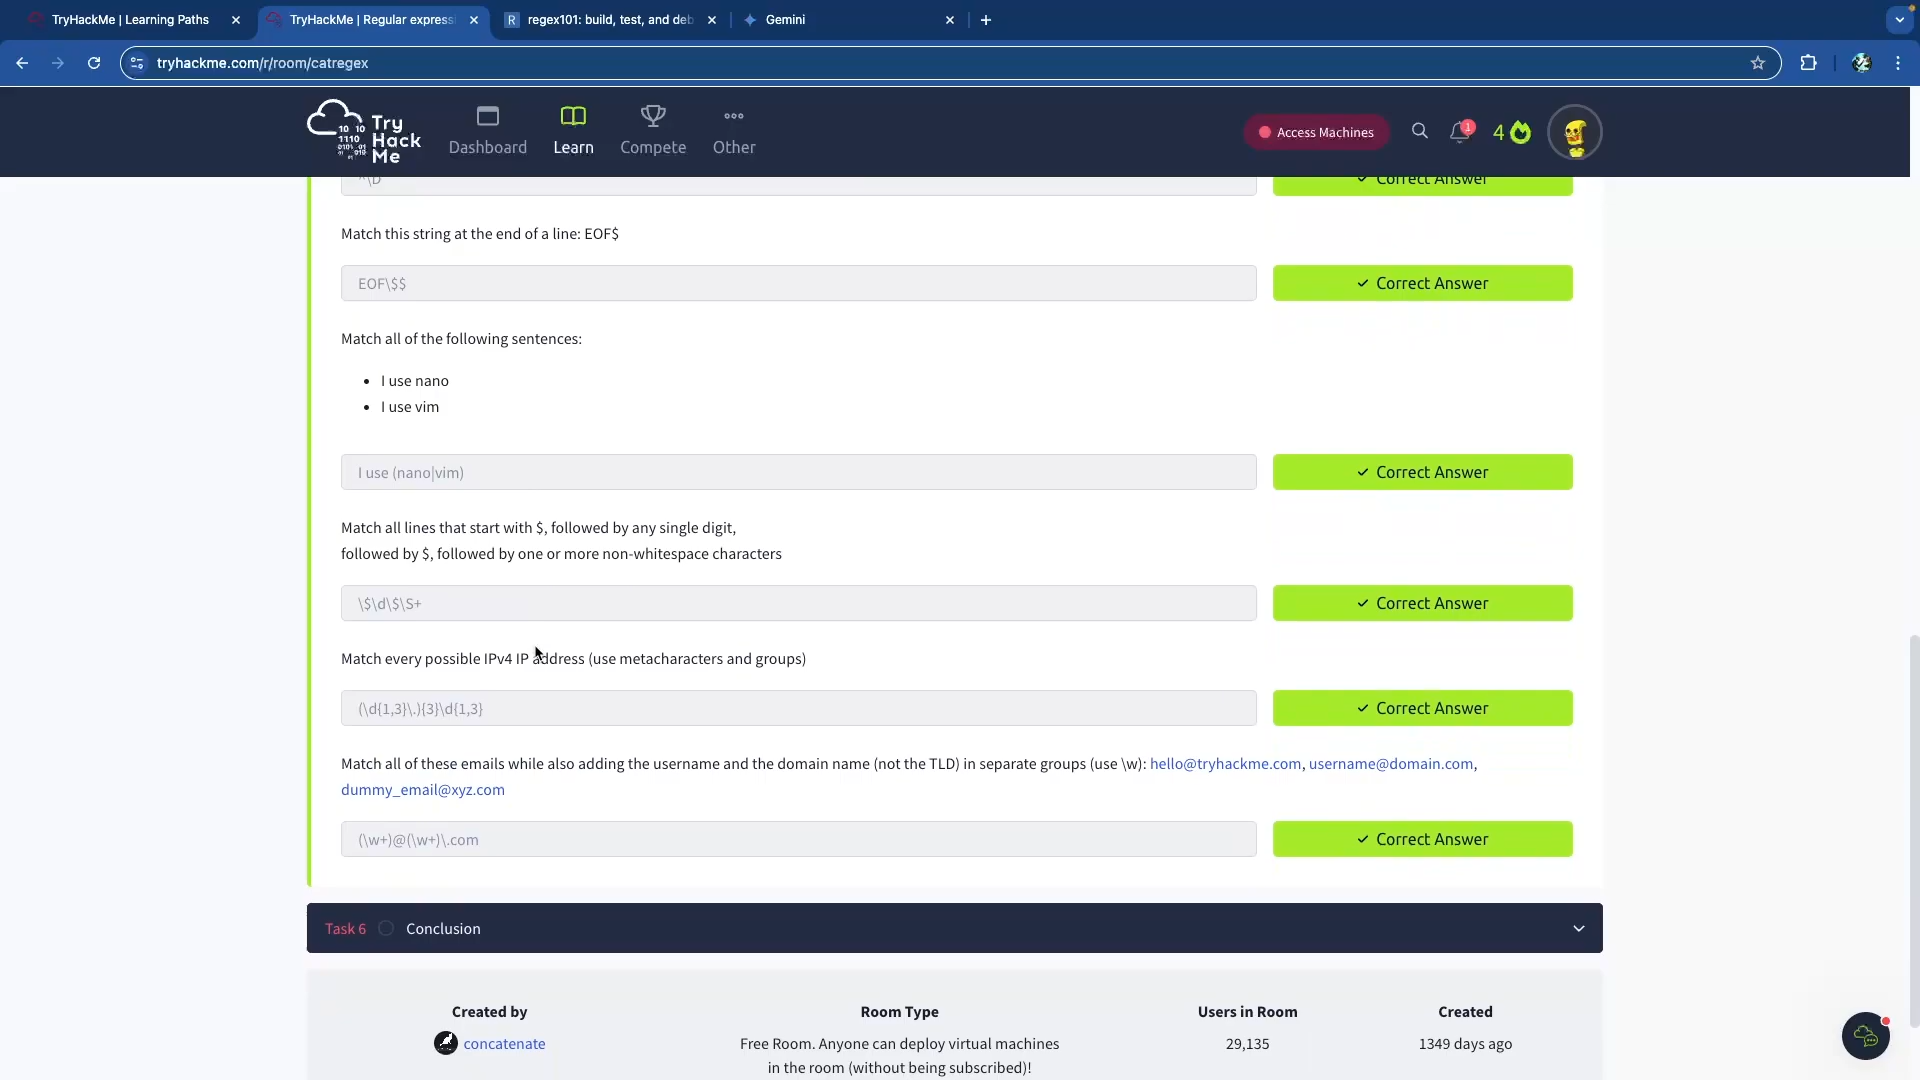 TryHackMe | Learning Paths
TryHackMe | Regular expressi
R regex101: build, test, and deb
Gemini
tryhackme.com/r/room/catregex
10 10
1110
Try
Hack
Me
Dashboard
Learn
Compete
Other
Access Machines
1
4
^\D
Correct Answer
Match this string at the end of a line: EOF$
EOF\$$
Correct Answer
Match all of the following sentences:
• I use nano
• I use vim
I use (nano|vim)
Correct Answer
Match all lines that start with $, followed by any single digit,
followed by $, followed by one or more non-whitespace characters
\$\d\$\S+
Correct Answer
Match every possible IPv4 IP address (use metacharacters and groups)
(\d{1,3}\.){3}\d{1,3}
Correct Answer
Match all of these emails while also adding the username and the domain name (not the TLD) in separate groups (use \w): hello@tryhackme.com, username@domain.com,
dummy_email@xyz.com
(\w+)@(\w+)\.com
Correct Answer
Task 6 Conclusion
Created by
Room Type
Users in Room
Created
concatenate
Free Room. Anyone can deploy virtual machines
in the room (without being subscribed)!
29,135
1349 days ago